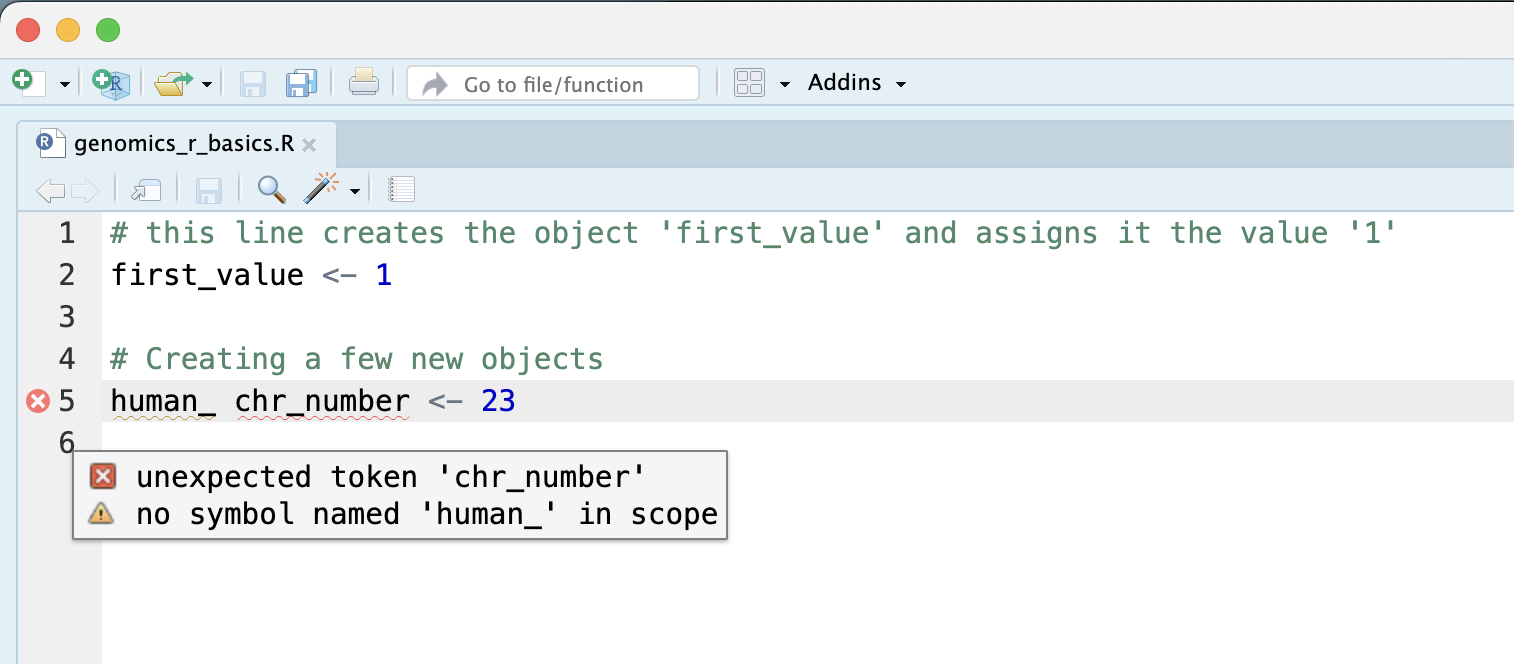 Go to file/function
Addins
genomics_r_basics.R
1 # this line creates the object 'first_value' and assigns it the value '1'
2 first_value <- 1
3
4 # Creating a few new objects
5 human_ chr_number <- 23
6
unexpected token 'chr_number'
no symbol named 'human_' in scope